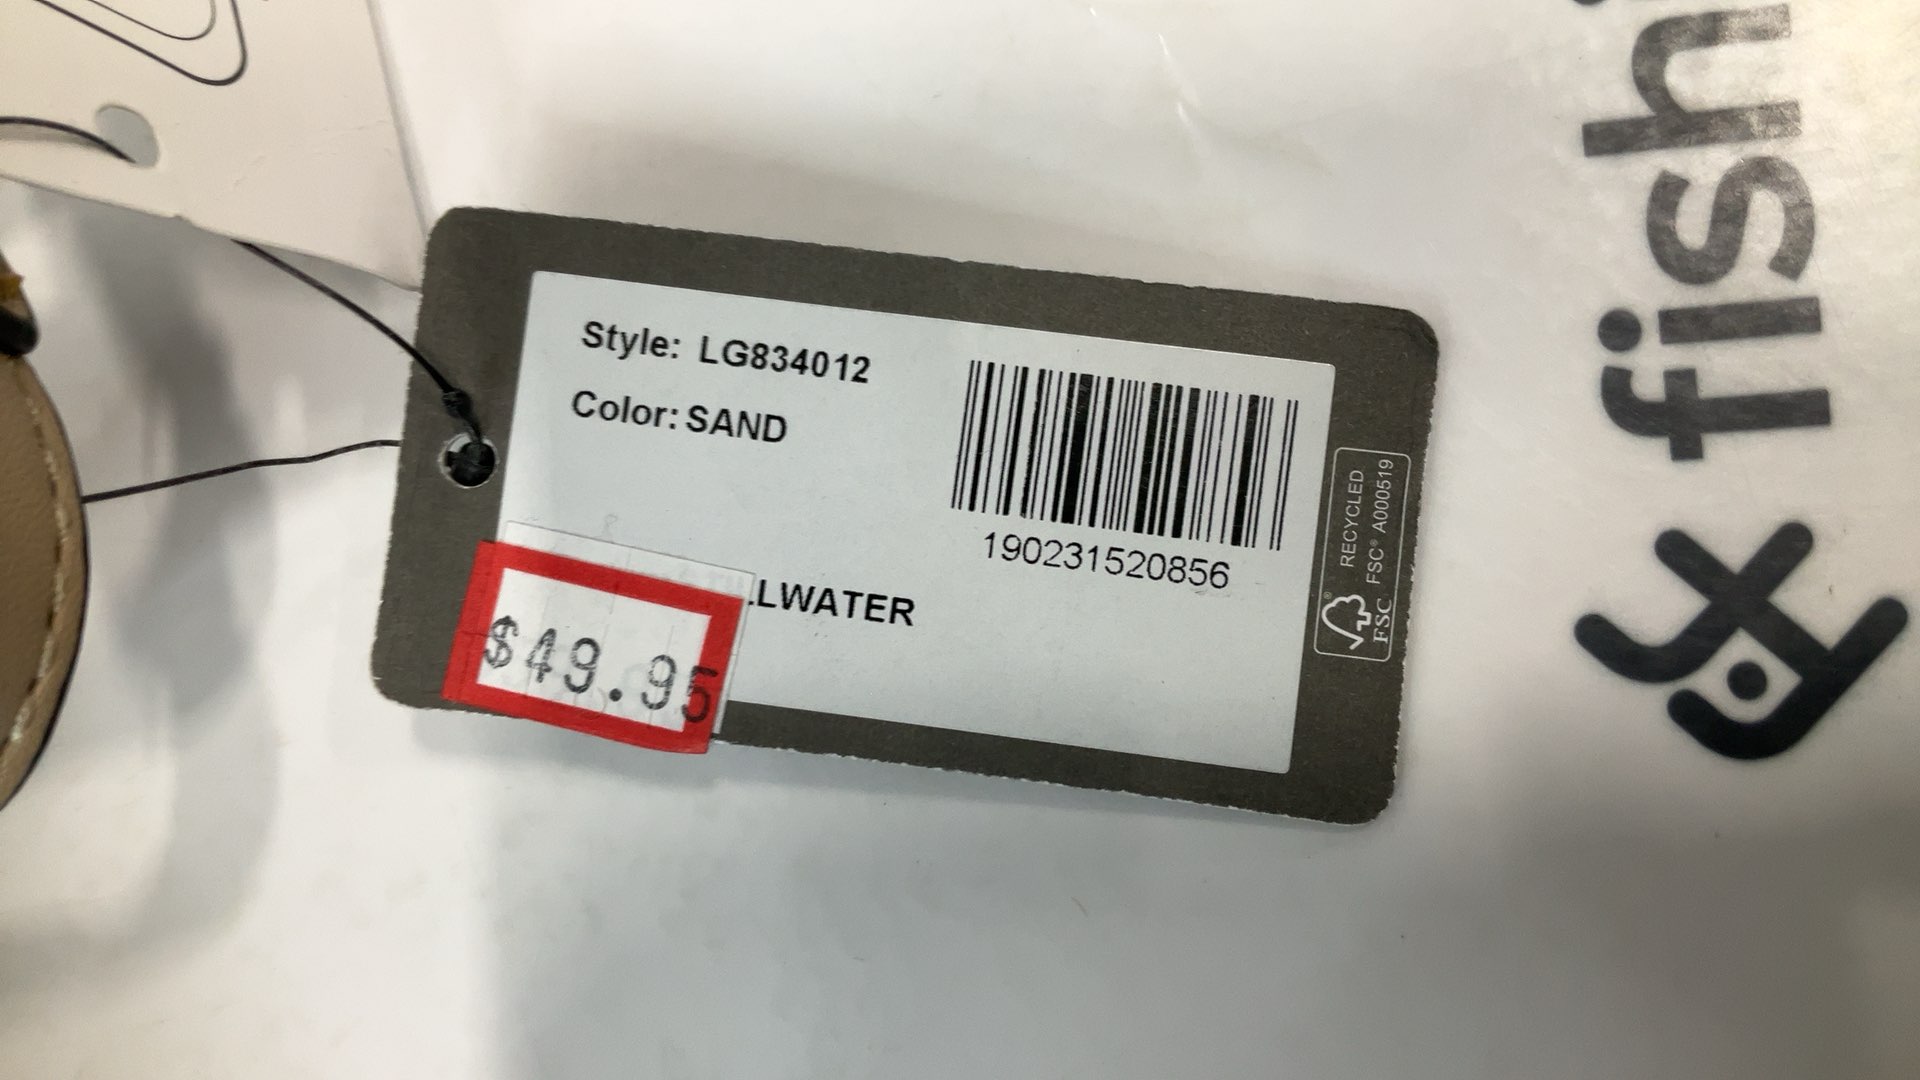 Style: LG834012
Color: SAND
190231520856
LLWATER
$49.95
RECYCLED
FSC® A000519
FSC
fish